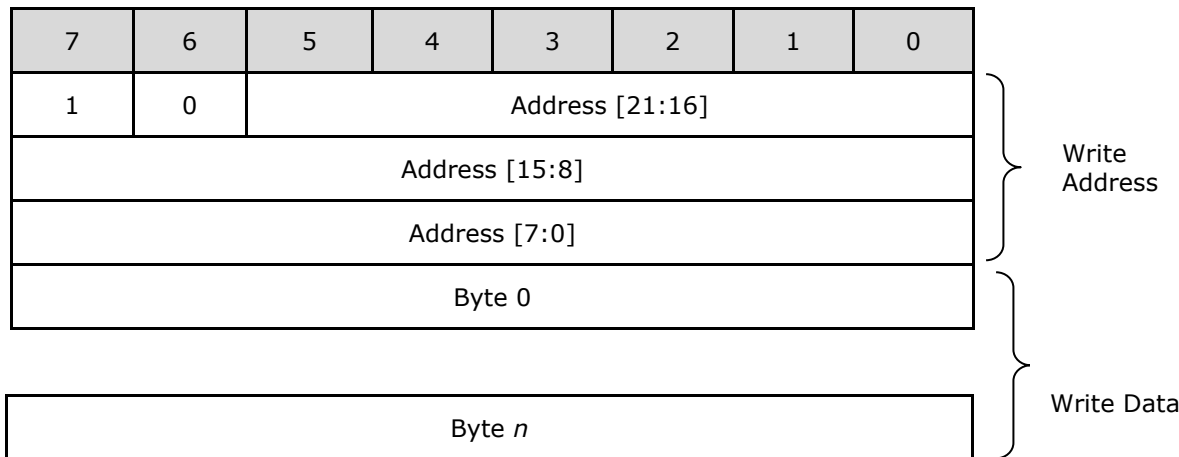 7 6 5 4 3 2 1 0
1 0 Address [21:16]
Address [15:8]
Write
Address
Address [7:0]
Byte 0
Write Data
Byte n